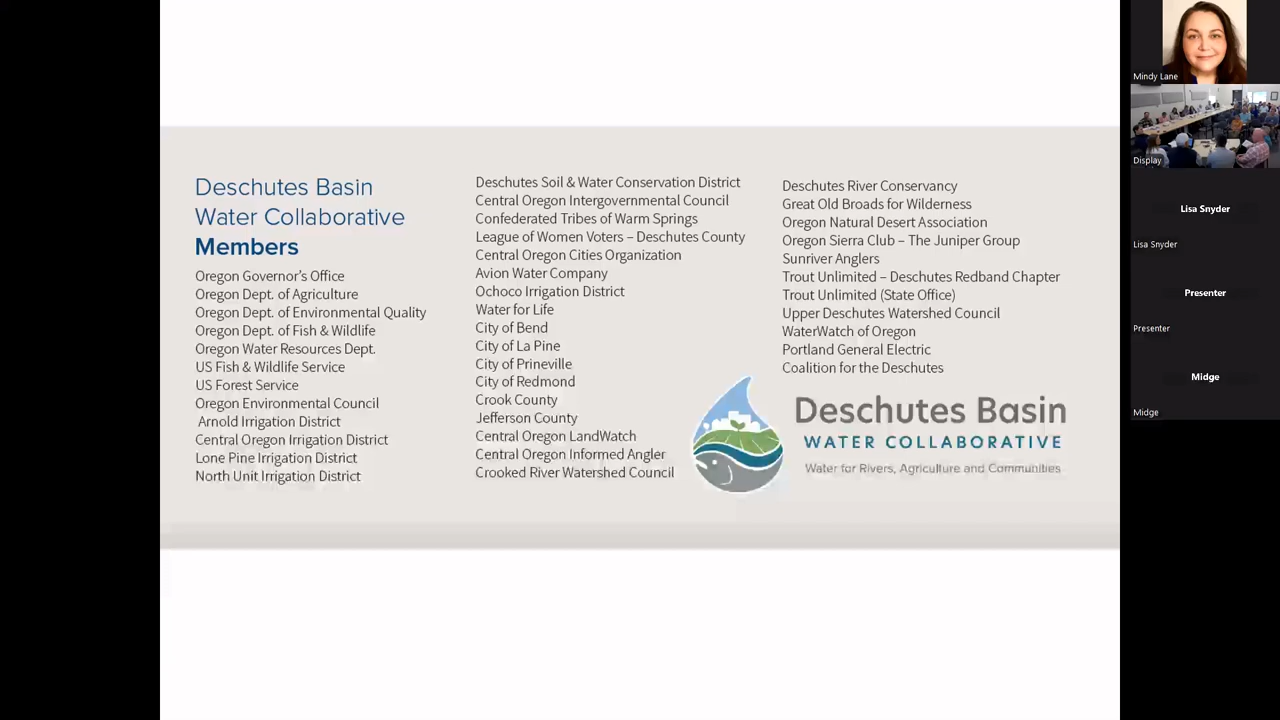 Deschutes Basin
Water Collaborative
Members
Oregon Governor's Office
Oregon Dept. of Agriculture
Oregon Dept. of Environmental Quality
Oregon Dept. of Fish & Wildlife
Oregon Water Resources Dept.
US Fish & Wildlife Service
US Forest Service
Oregon Environmental Council
Arnold Irrigation District
Central Oregon Irrigation District
Lone Pine Irrigation District
North Unit Irrigation District
Deschutes Soil & Water Conservation District
Central Oregon Intergovernmental Council
Confederated Tribes of Warm Springs
League of Women Voters – Deschutes County
Central Oregon Cities Organization
Avion Water Company
Ochoco Irrigation District
Water for Life
City of Bend
City of La Pine
City of Prineville
City of Redmond
Crook County
Jefferson County
Central Oregon LandWatch
Central Oregon Informed Angler
Crooked River Watershed Council
Deschutes River Conservancy
Great Old Broads for Wilderness
Oregon Natural Desert Association
Oregon Sierra Club – The Juniper Group
Sunriver Anglers
Trout Unlimited – Deschutes Redband Chapter
Trout Unlimited (State Office)
Upper Deschutes Watershed Council
WaterWatch of Oregon
Portland General Electric
Coalition for the Deschutes
Deschutes Basin
WATER COLLABORATIVE
Water for Rivers, Agriculture and Communities
Mindy Lane
Display
Lisa Snyder
Lisa Snyder
Presenter
Presenter
Midge
Midge